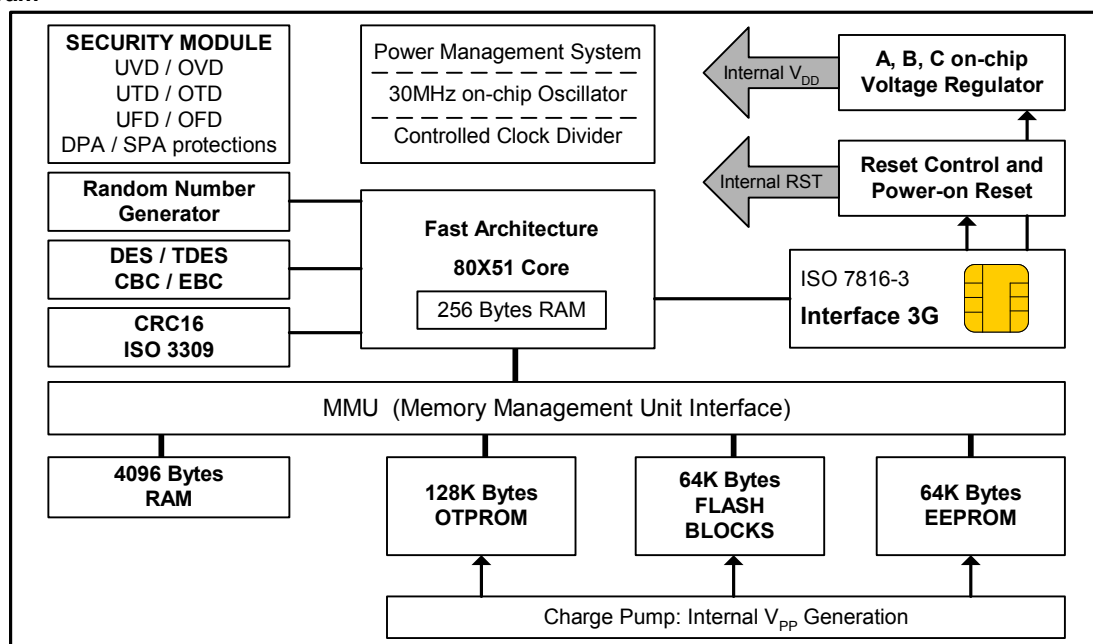 SECURITY MODULE
UVD / OVD
UTD / OTD
UFD / OFD
DPA / SPA protections
Power Management System
30MHz on-chip Oscillator
Controlled Clock Divider
Internal VDD
A, B, C on-chip
Voltage Regulator
Internal RST
Reset Control and
Power-on Reset
Random Number
Generator
DES / TDES
CBC / EBC
CRC16
ISO 3309
Fast Architecture
80X51 Core
256 Bytes RAM
ISO 7816-3
Interface 3G
MMU (Memory Management Unit Interface)
4096 Bytes
RAM
128K Bytes
OTPROM
64K Bytes
FLASH
BLOCKS
64K Bytes
EEPROM
Charge Pump: Internal VPP Generation